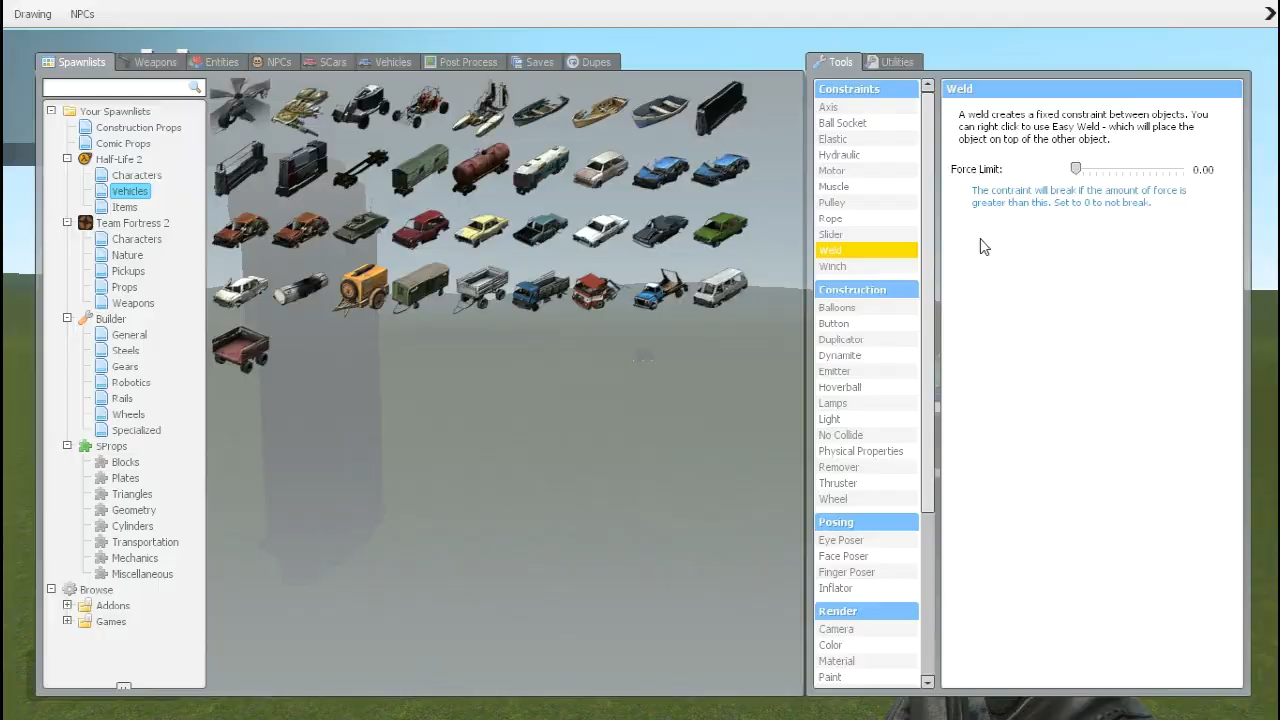 Drawing NPCs
Spawnlists Weapons Entities NPCs SCars Vehicles Post Process Saves Dupes
Your Spawnlists
Construction Props
Comic Props
Half-Life 2
Characters
Vehicles
Items
Team Fortress 2
Characters
Nature
Pickups
Props
Weapons
Builder
General
Steels
Gears
Robotics
Rails
Wheels
Specialized
SProps
Blocks
Plates
Triangles
Geometry
Cylinders
Transportation
Mechanics
Miscellaneous
Browse
Addons
Games
Tools Utilities
Constraints
Axis
Ball Socket
Elastic
Hydraulic
Motor
Muscle
Pulley
Rope
Slider
Weld
Winch
Construction
Balloons
Button
Duplicator
Dynamite
Emitter
Hoverball
Lamps
Light
No Collide
Physical Properties
Remover
Thruster
Wheel
Posing
Eye Poser
Face Poser
Finger Poser
Inflator
Render
Camera
Color
Material
Paint
Weld
A weld creates a fixed constraint between objects. You
can right click to use Easy Weld - which will place the
object on top of the other object.
Force Limit: 0.00
The contraint will break if the amount of force is
greater than this. Set to 0 to not break.